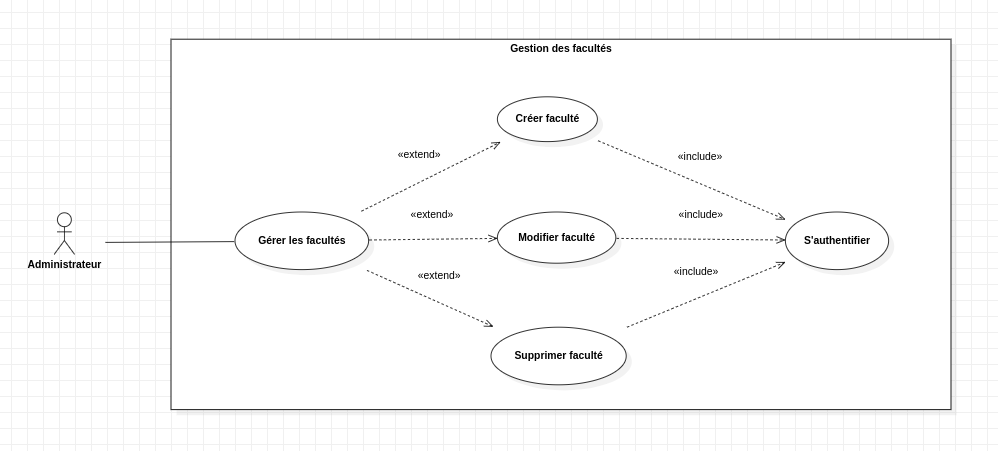 Gestion des facultés
Créer faculté
«extend»
«include»
«extend»
«include»
Gérer les facultés
Modifier faculté
S'authentifier
Administrateur
«extend»
«include»
Supprimer faculté